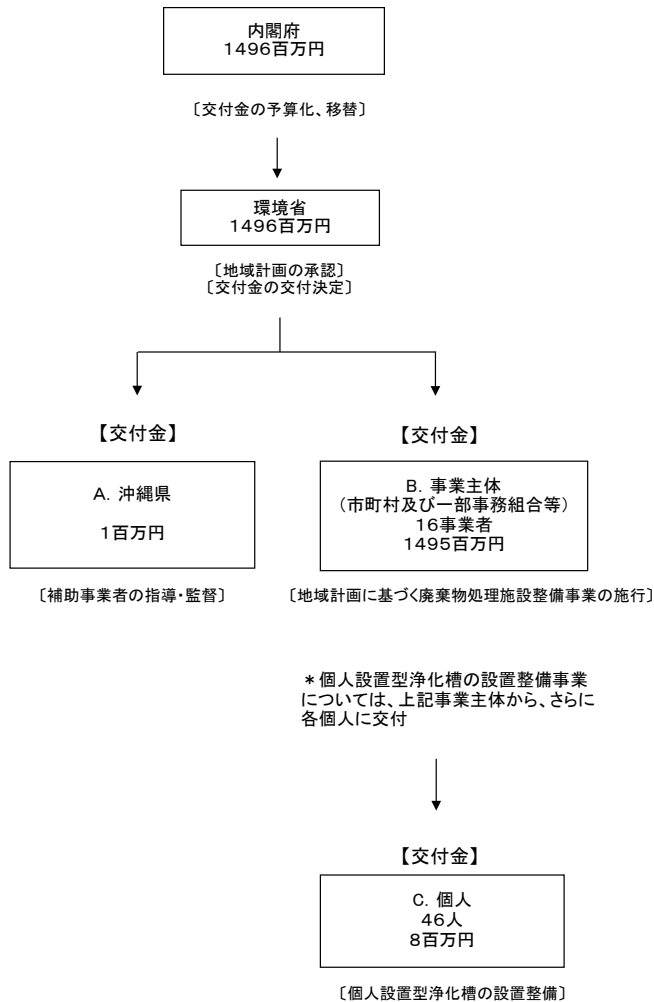 内閣府
1496百万円
〔交付金の予算化、移替〕
環境省
1496百万円
〔地域計画の承認〕
〔交付金の交付決定〕
【交付金】
A. 沖縄県
1百万円
〔補助事業者の指導・監督〕
【交付金】
B. 事業主体
(市町村及び一部事務組合等)
16事業者
1495百万円
〔地域計画に基づく廃棄物処理施設整備事業の施行〕
*個人設置型浄化槽の設置整備事業
については、上記事業主体から、さらに
各個人に交付
【交付金】
C. 個人
46人
8百万円
〔個人設置型浄化槽の設置整備〕